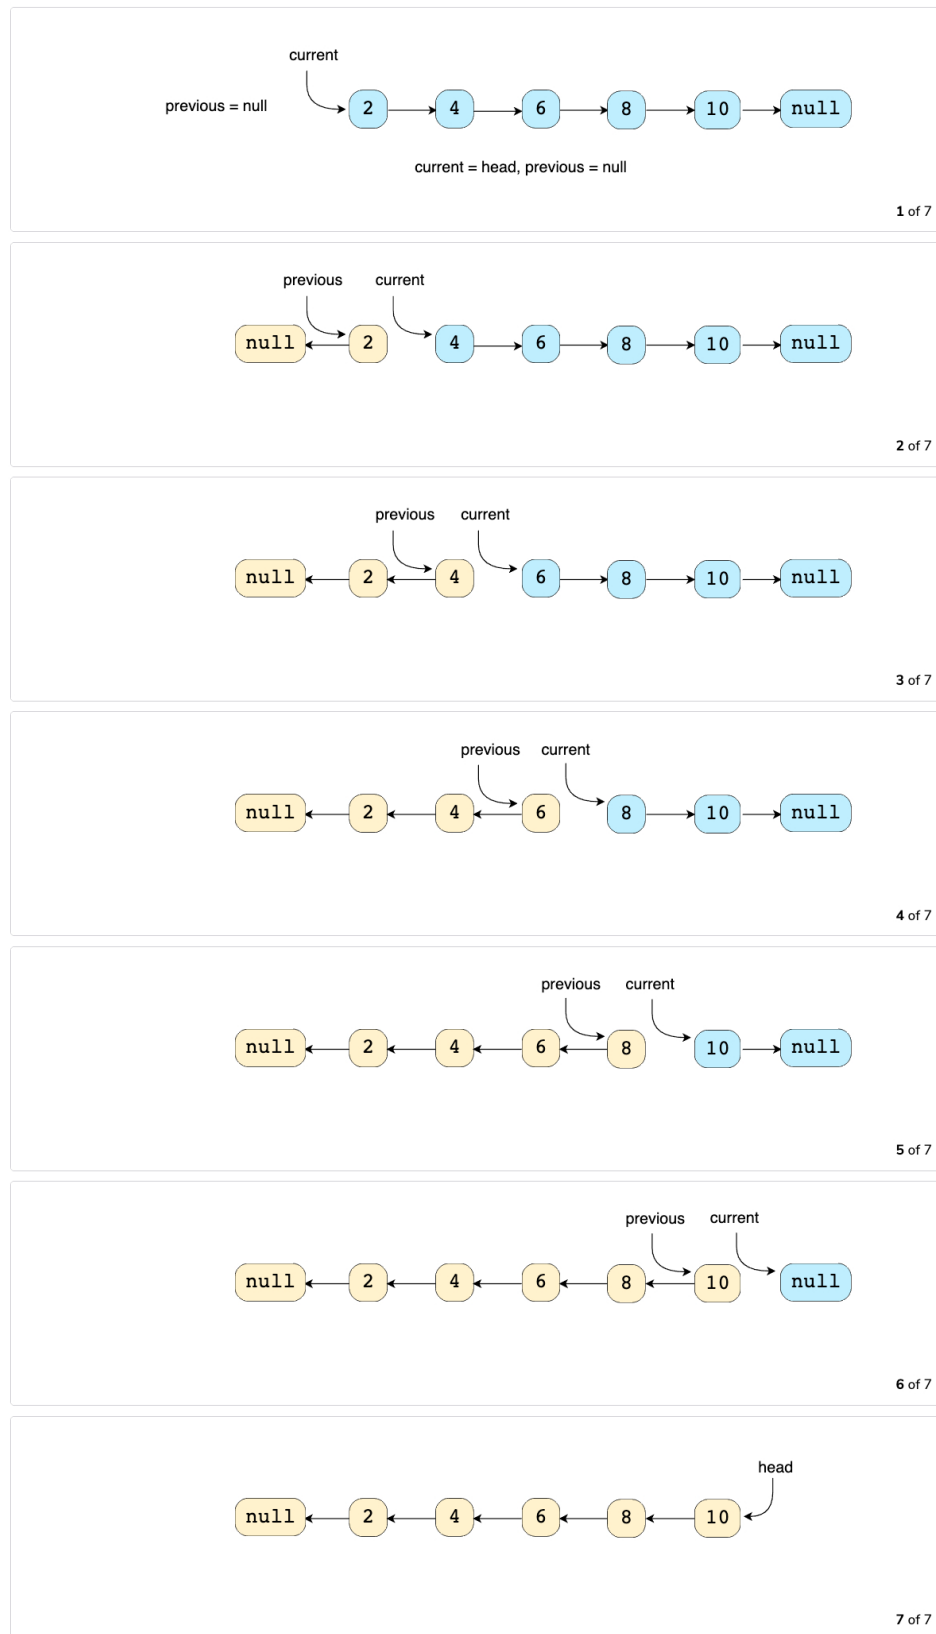 current
previous = null
2 4 6 8 10 null
current = head, previous = null
1 of 7
previous current
null 2 4 6 8 10 null
2 of 7
previous current
null 2 4 6 8 10 null
3 of 7
previous current
null 2 4 6 8 10 null
4 of 7
previous current
null 2 4 6 8 10 null
5 of 7
previous current
null 2 4 6 8 10 null
6 of 7
head
null 2 4 6 8 10
7 of 7